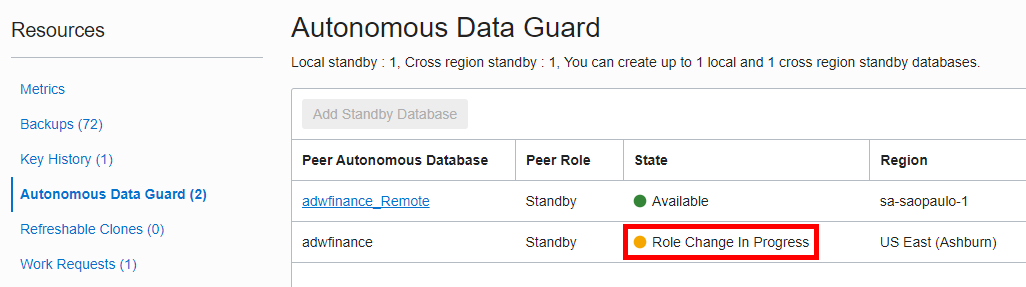 Resources
Metrics
Backups (72)
Key History (1)
Autonomous Data Guard (2)
Refreshable Clones (0)
Work Requests (1)
Autonomous Data Guard
Local standby : 1, Cross region standby : 1, You can create up to 1 local and 1 cross region standby databases.
Add Standby Database
Peer Autonomous Database Peer Role State Region
adwfinance_Remote Standby Available sa-saopaulo-1
adwfinance Standby Role Change In Progress US East (Ashburn)